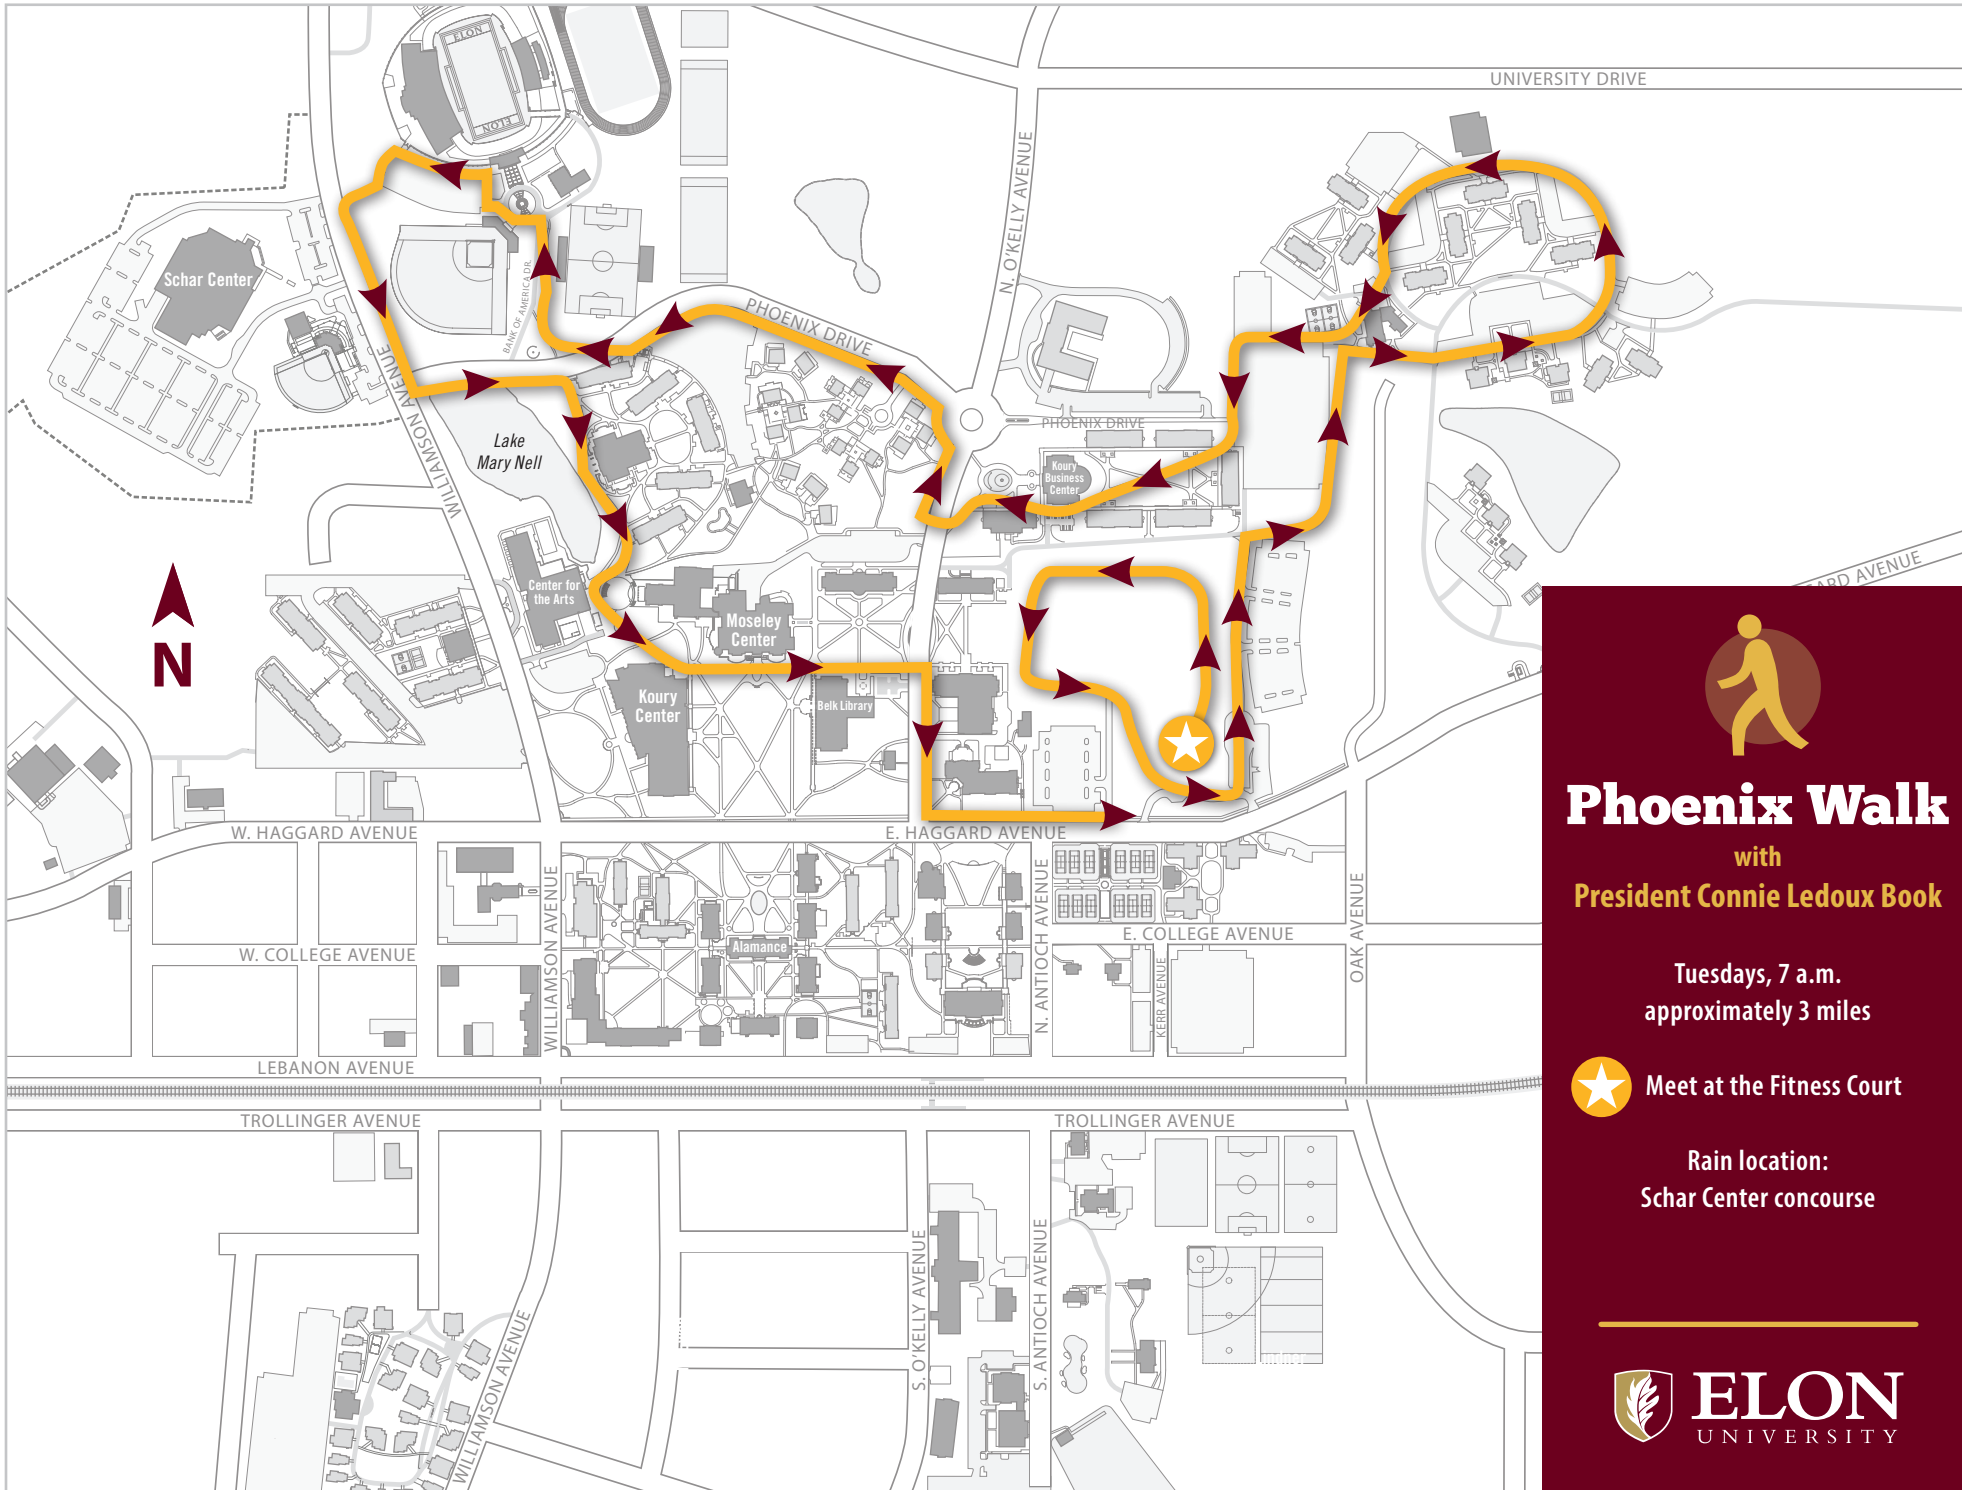 ELON
ELON
UNIVERSITY DRIVE
N. O'KELLY AVENUE
Schar Center
BANK OF AMERICA DR.
PHOENIX DRIVE
PHOENIX DRIVE
WILLIAMSON AVENUE
Lake
Mary Nell
Koury
Business
Center
HAGGARD AVENUE
N
Center for
the Arts
Moseley
Center
Koury
Center
Belk Library
W. HAGGARD AVENUE
E. HAGGARD AVENUE
WILLIAMSON AVENUE
Alamance
N. ANTIOCH AVENUE
E. COLLEGE AVENUE
W. COLLEGE AVENUE
KERR AVENUE
OAK AVENUE
LEBANON AVENUE
TROLLINGER AVENUE
TROLLINGER AVENUE
S. O'KELLY AVENUE
S. ANTIOCH AVENUE
WILLIAMSON AVENUE
Phoenix Walk
with
President Connie Ledoux Book
Tuesdays, 7 a.m.
approximately 3 miles
Meet at the Fitness Court
Rain location:
Schar Center concourse
ELON
UNIVERSITY